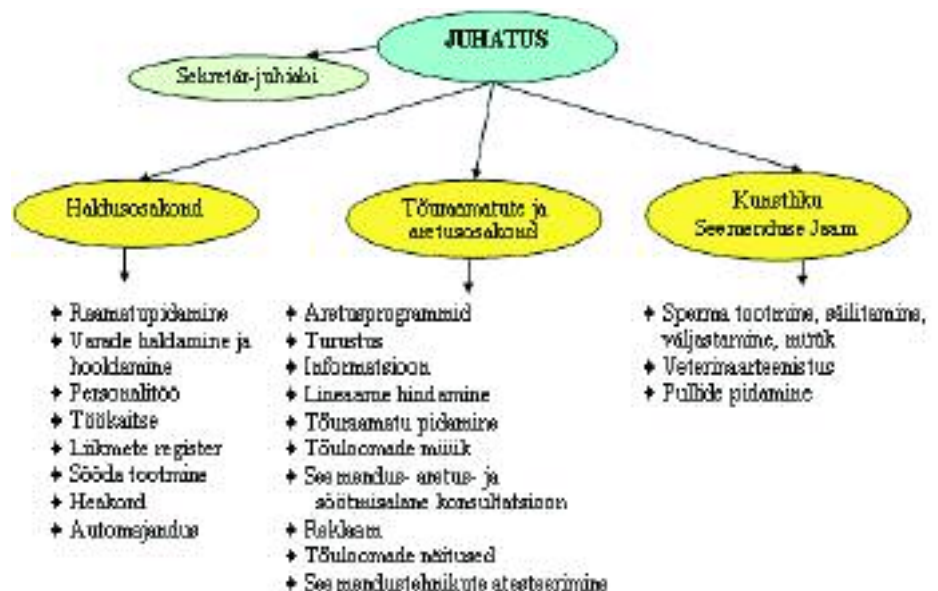 JUHATUS
Sekretär-juhiabi
Haldusosakond
Tõuraamatute ja
aretusosakond
Kunstliku
Seemenduse Jaam
Raamatupidamine
Varade haldamine ja
hooldamine
Personalitöö
Töökaitse
Liikmete register
Sööda tootmine
Heakord
Automajandus
Aretusprogrammid
Turustus
Informatsioon
Lineaarne hindamine
Tõuraamatu pidamine
Tõuloomade müük
Seemendus- aretus- ja
söötmisalane konsultatsioon
Reklaam
Tõuloomade näitused
Seemendustehnikute atesteerimine
Sperma tootmine, säilitamine,
väljastamine, müük
Veterinaarteenistus
Pullide pidamine